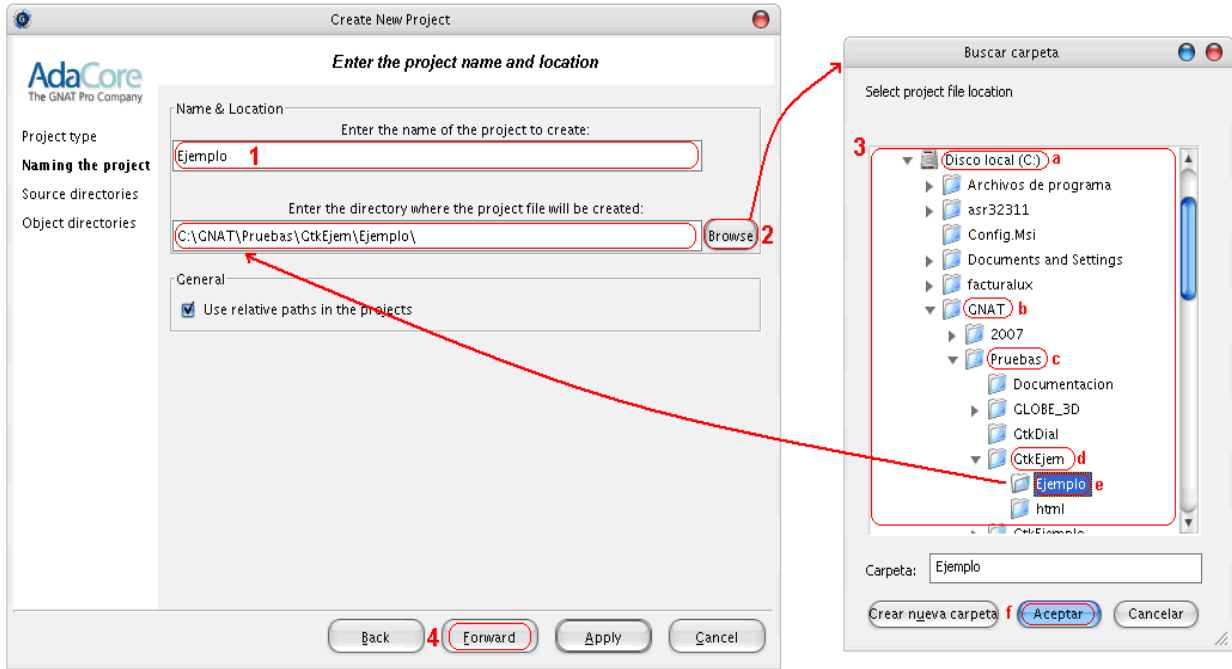 Create New Project
AdaCore
The GNAT Pro Company
Project type
Naming the project
Source directories
Object directories
Enter the project name and location
Name & Location
Enter the name of the project to create:
Ejemplo 1
Enter the directory where the project file will be created:
C:\GNAT\Pruebas\GtkEjem\Ejemplo\
Browse 2
General
Use relative paths in the projects
Back
4 Forward
Apply
Cancel
Buscar carpeta
Select project file location
3
Disco local (C:) a
Archivos de programa
asr32311
Config.Msi
Documents and Settings
facturalux
GNAT b
2007
Pruebas c
Documentacion
GLOBE_3D
GtkDial
GtkEjem d
Ejemplo e
html
GtkEjemplo
Carpeta: Ejemplo
Crear nueva carpeta
f Aceptar
Cancelar